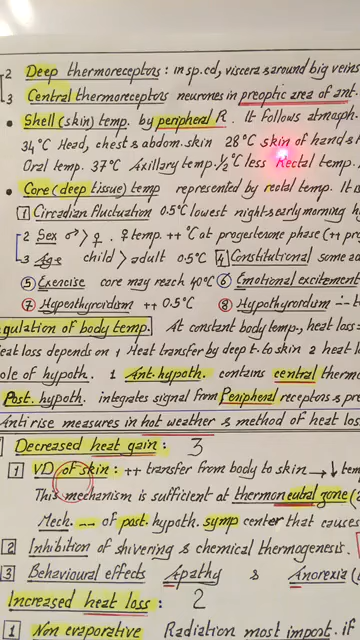 2 Deep thermoreceptors: in sp.cd, viscera & around big veins
3 Central thermoreceptors neurones in preoptic area of ant.
• Shell (skin) temp. by peripheral R. It follows atmosph.
34°C Head, chest & abdom. skin 28°C skin of hand &
Oral temp. 37°C Axillary temp. ½°C less Rectal temp.
• Core (deep tissue) temp represented by rectal temp. It
1 Circadian fluctuation 0.5°C lowest night & early morning
2 Sex ♂ > ♀. ♀ temp. ++ °C at progesterone phase (++
3 Age child > adult 0.5°C 4 Constitutional some
5 Exercise core may reach 40°C 6 Emotional excitement
7 Hyperthyroidism ++ 0.5°C 8 Hypothyroidism
egulation of body temp. At constant body temp., heat loss =
eat loss depends on 1 Heat transfer by deep t. to skin 2 heat
ole of hypoth. 1 Ant. hypoth. contains central thermo
Post. hypoth. integrates signal from Peripheral receptors &
Antirise measures in hot weather & method of heat loss
Decreased heat gain: 3
1 VD of skin: ++ transfer from body to skin → ↓ tem
This mechanism is sufficient at thermoneutral zone (
Mech. -- of post. hypoth. symp center that causes
2 Inhibition of shivering & chemical thermogenesis.
3 Behavioural effects Apathy & Anorexia (
Increased heat loss: 2
1 Non evaporative Radiation most impont. if